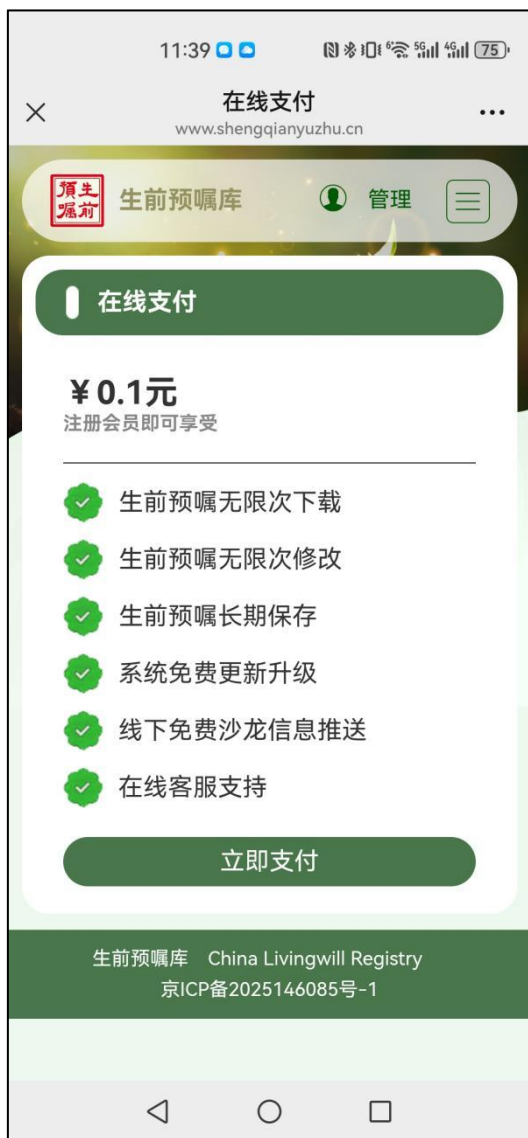 11:39
6
5G
4G
75
在线支付
www.shengqianyuzhu.cn
預生
嘱前
生前预嘱库
管理
在线支付
￥0.1元
注册会员即可享受
生前预嘱无限次下载
生前预嘱无限次修改
生前预嘱长期保存
系统免费更新升级
线下免费沙龙信息推送
在线客服支持
立即支付
生前预嘱库 China Livingwill Registry
京ICP备2025146085号-1